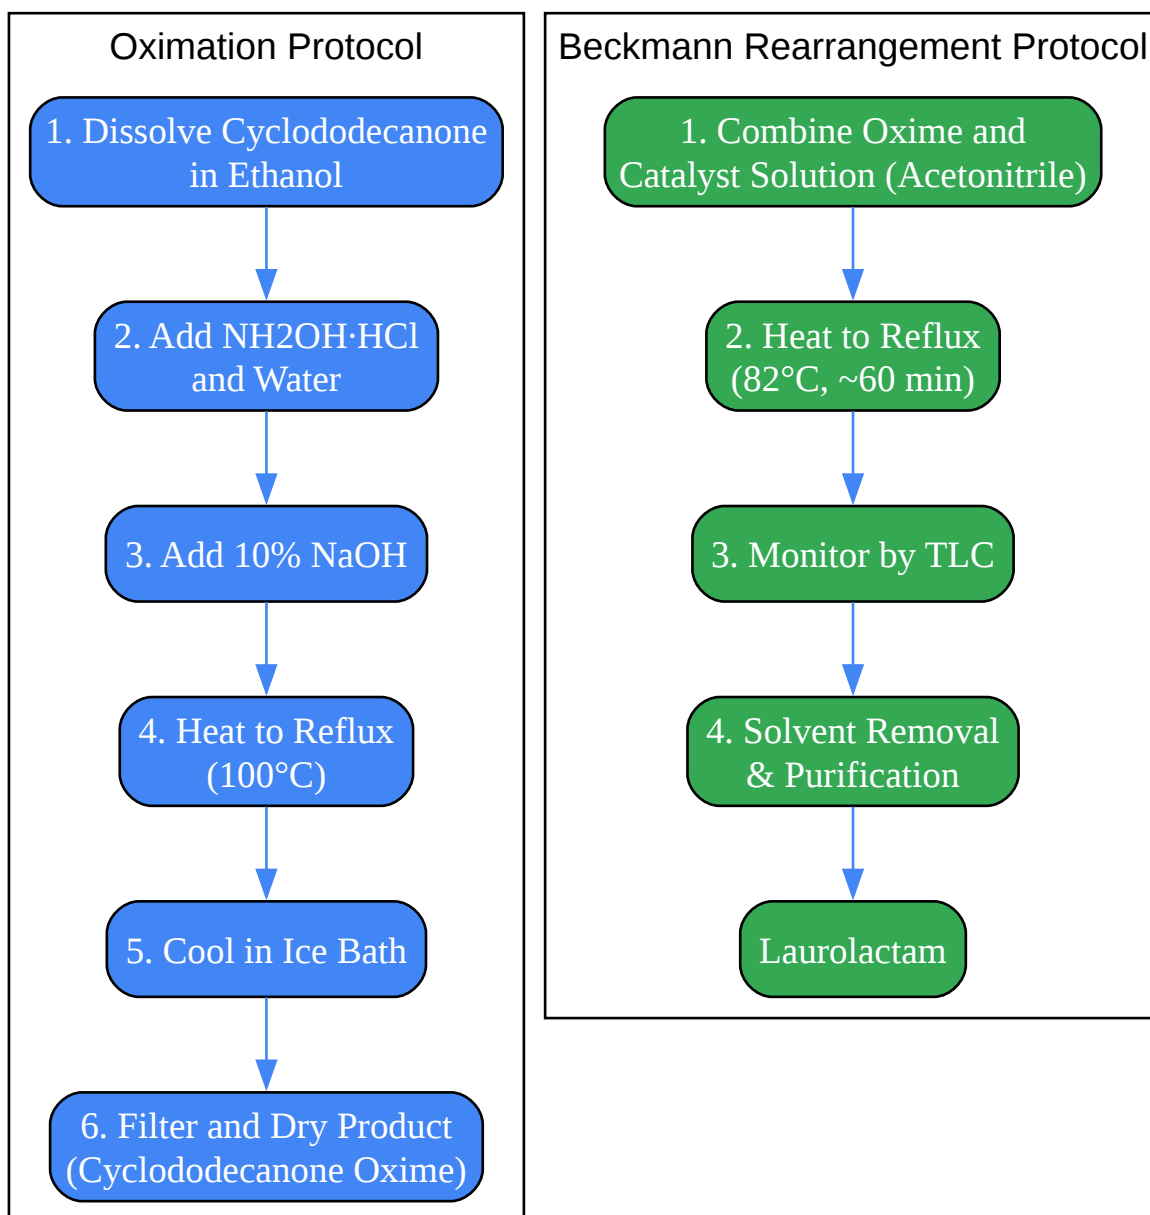 Oximation Protocol
1. Dissolve Cyclododecanone
in Ethanol
2. Add NH2OH·HCl
and Water
3. Add 10% NaOH
4. Heat to Reflux
(100°C)
5. Cool in Ice Bath
6. Filter and Dry Product
(Cyclododecanone Oxime)
Beckmann Rearrangement Protocol
1. Combine Oxime and
Catalyst Solution (Acetonitrile)
2. Heat to Reflux
(82°C, ~60 min)
3. Monitor by TLC
4. Solvent Removal
& Purification
Laurolactam